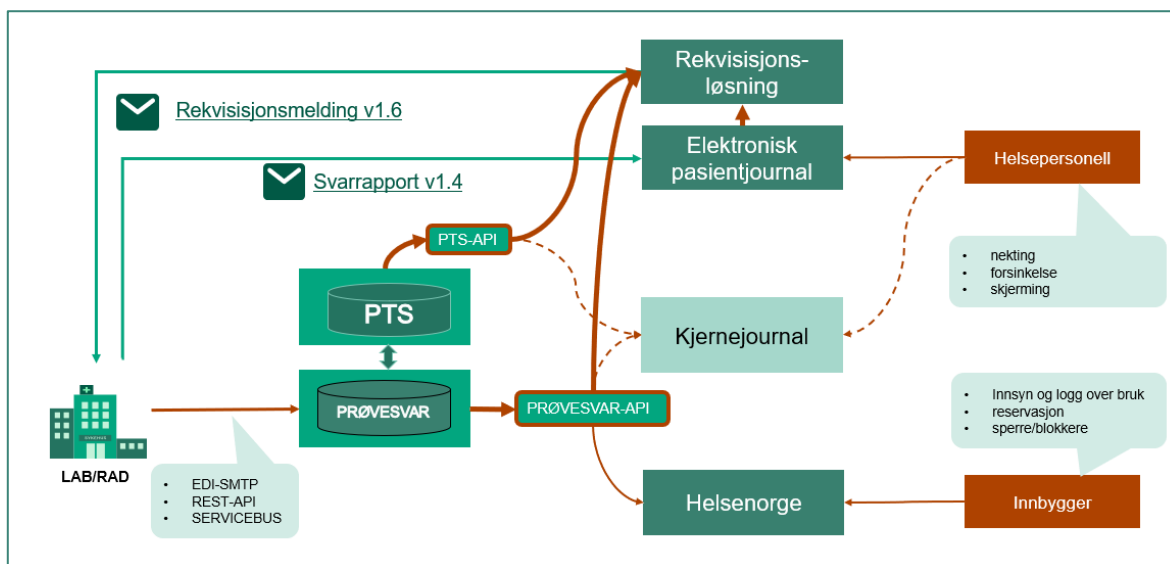 Rekvisisjons-
løsning
Rekvisisjonsmelding v1.6
Elektronisk
pasientjournal
Helsepersonell
Svarrapport v1.4
PTS-API
• nekting
• forsinkelse
• skjerming
PTS
Kjernejournal
PRØVESVAR
PRØVESVAR-API
• Innsyn og logg over bruk
• reservasjon
• sperre/blokkere
LAB/RAD
• EDI-SMTP
• REST-API
• SERVICEBUS
Helsenorge
Innbygger